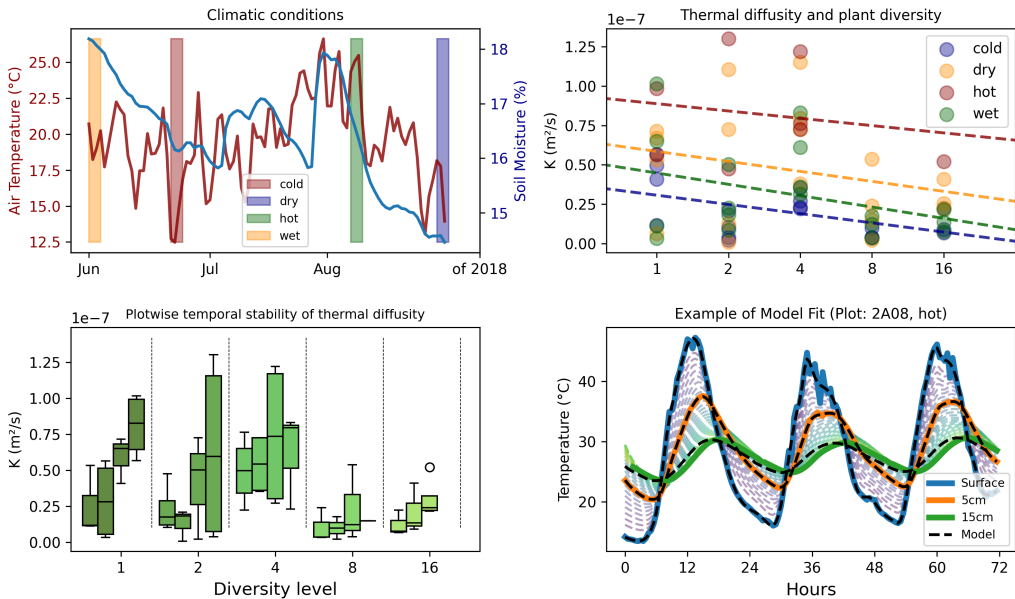 Climatic conditions
Air Temperature (°C)
25.0
22.5
20.0
17.5
15.0
12.5
18
17
16
15
Soil Moisture (%)
cold
dry
hot
wet
Jun
Jul
Aug
of 2018
Thermal diffusity and plant diversity
1e−7
K (m²/s)
1.25
1.00
0.75
0.50
0.25
0.00
cold
dry
hot
wet
1
2
4
8
16
Plotwise temporal stability of thermal diffusity
1e−7
K (m²/s)
1.25
1.00
0.75
0.50
0.25
0.00
1
2
4
8
16
Diversity level
Example of Model Fit (Plot: 2A08, hot)
Temperature (°C)
40
30
20
Surface
5cm
15cm
Model
0
12
24
36
48
60
72
Hours